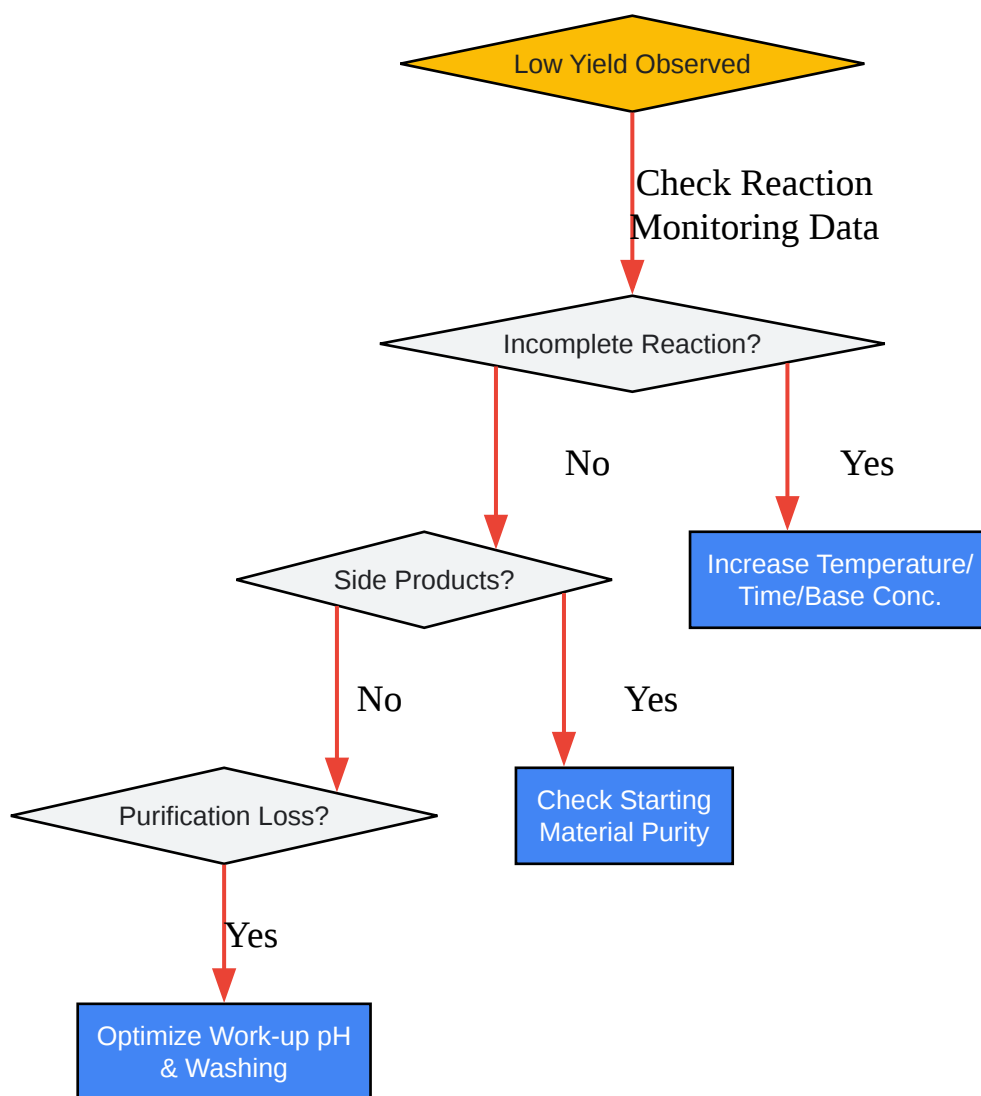 Low Yield Observed
Check Reaction
Monitoring Data
Incomplete Reaction?
No
Yes
Side Products?
Increase Temperature/
Time/Base Conc.
No
Yes
Purification Loss?
Check Starting
Material Purity
Yes
Optimize Work-up pH
& Washing